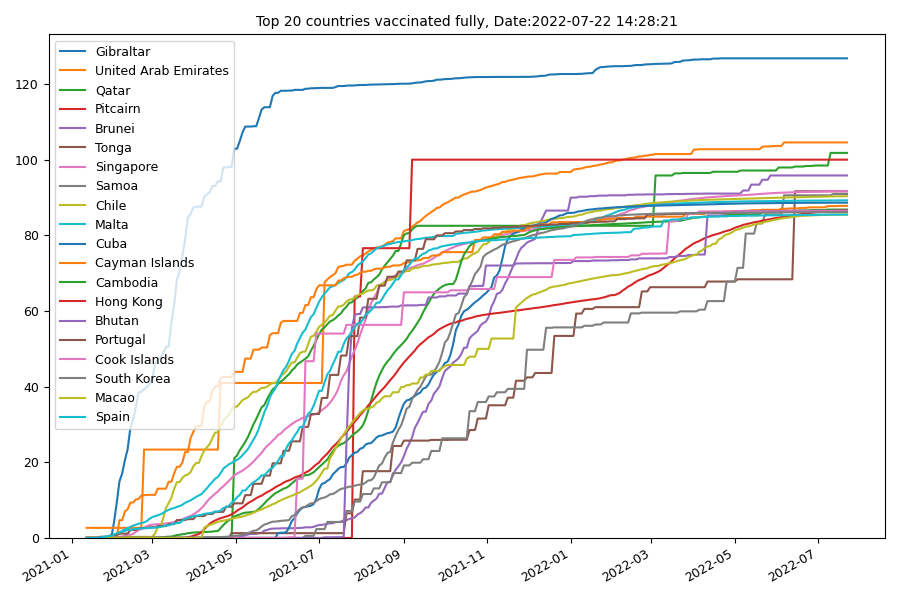 Top 20 countries vaccinated fully, Date:2022-07-22 14:28:21
Gibraltar
United Arab Emirates
Qatar
Pitcairn
Brunei
Tonga
Singapore
Samoa
Chile
Malta
Cuba
Cayman Islands
Cambodia
Hong Kong
Bhutan
Portugal
Cook Islands
South Korea
Macao
Spain
120
100
80
60
40
20
0
2021-01
2021-03
2021-05
2021-07
2021-09
2021-11
2022-01
2022-03
2022-05
2022-07